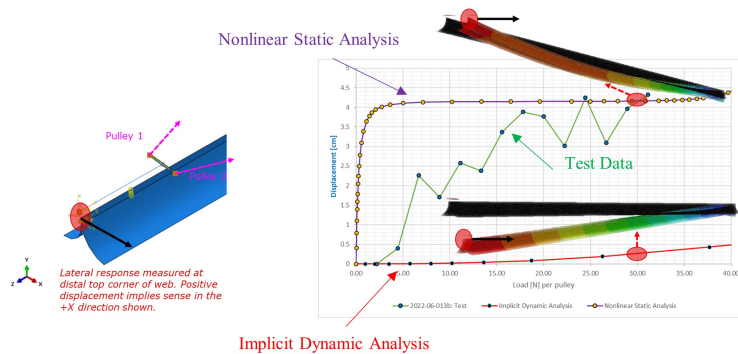 Nonlinear Static Analysis
Pulley 1
Pulley 2
Y
Z
X
Lateral response measured at
distal top corner of web. Positive
displacement implies sense in the
+X direction shown.
Displacement [cm]
5
4.5
4
3.5
3
2.5
2
1.5
1
0.5
0
Test Data
0.00
5.00
10.00
15.00
20.00
25.00
30.00
35.00
40.00
Load [N] per pulley
2022-06-013b: Test
Implicit Dynamic Analysis
Nonlinear Static Analysis
Implicit Dynamic Analysis